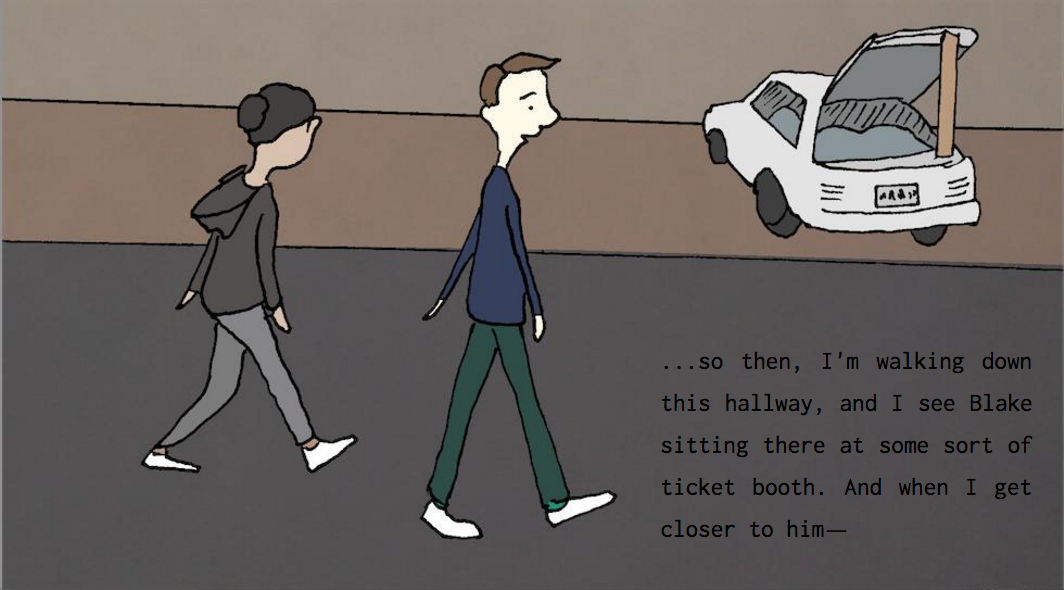 ...so then, I'm walking down
this hallway, and I see Blake
sitting there at some sort of
ticket booth. And when I get
closer to him—